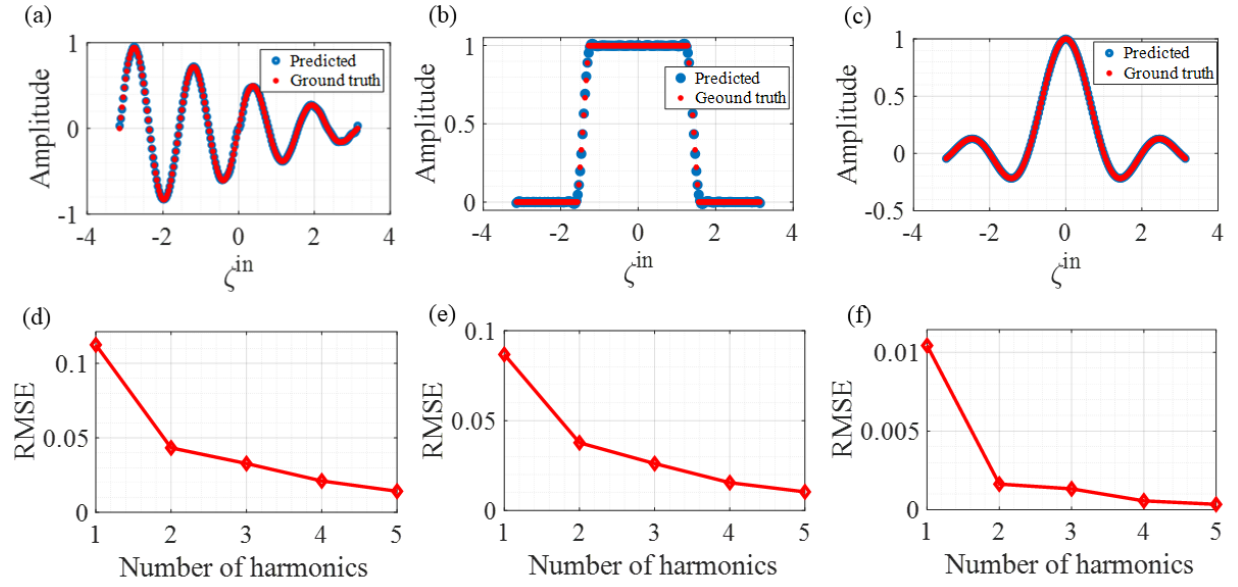 (a)
Amplitude
1
0
-1
Predicted
Ground truth
-4 -2 0 2 4
ζ^in
(b)
Amplitude
1
0.5
0
Predicted
Geound truth
-4 -2 0 2 4
ζ^in
(c)
Amplitude
1
0.5
0
-0.5
Predicted
Ground truth
-4 -2 0 2 4
ζ^in
(d)
RMSE
0.1
0.05
0
1 2 3 4 5
Number of harmonics
(e)
RMSE
0.1
0.05
0
1 2 3 4 5
Number of harmonics
(f)
RMSE
0.01
0.005
0
1 2 3 4 5
Number of harmonics